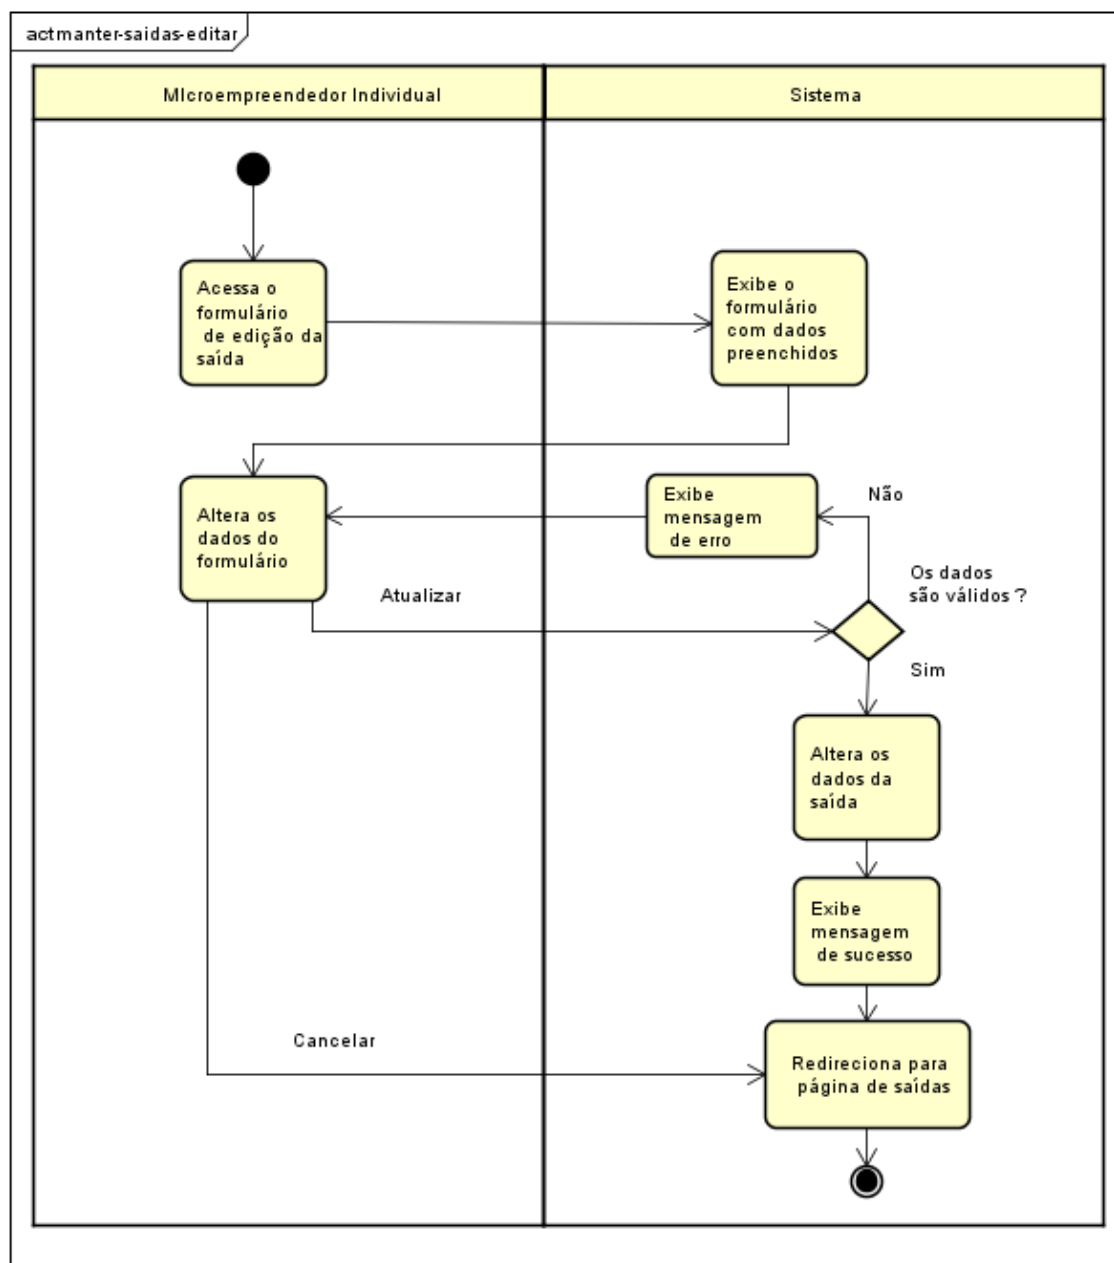 actmanter-saidas-editar
MIcroempreendedor Individual
Sistema
Acessa o
formulário
de edição da
saída
Exibe o
formulário
com dados
preenchidos
Altera os
dados do
formulário
Exibe
mensagem
de erro
Não
Os dados
são válidos ?
Atualizar
Sim
Altera os
dados da
saída
Exibe
mensagem
de sucesso
Cancelar
Redireciona para
página de saídas